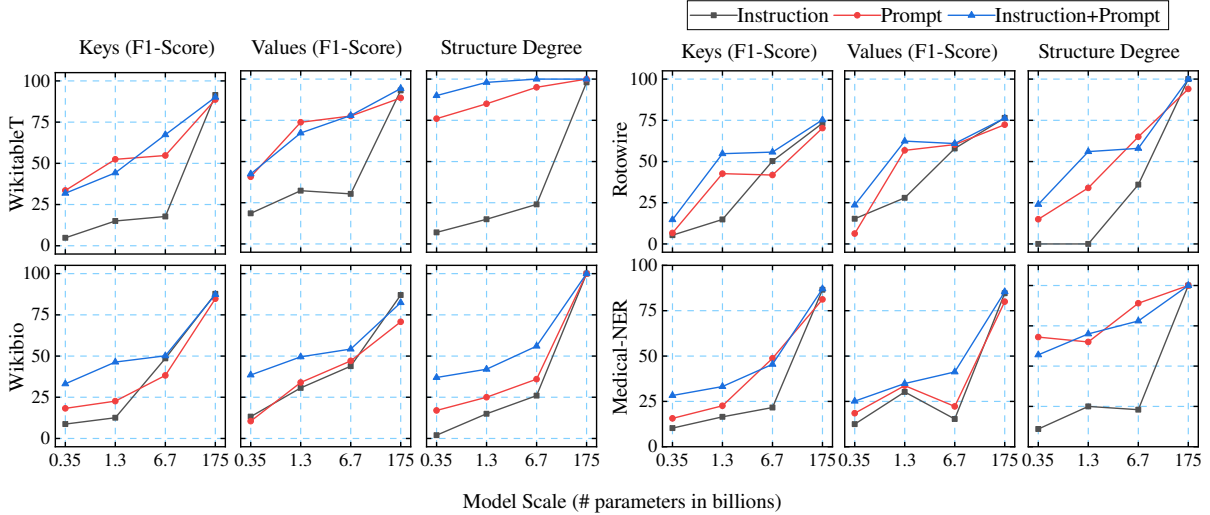 Instruction Prompt Instruction+Prompt
Keys (F1-Score) Values (F1-Score) Structure Degree Keys (F1-Score) Values (F1-Score) Structure Degree
WikitableT
100
75
50
25
0
Rotowire
100
75
50
25
0
Wikibio
100
75
50
25
0
Medical-NER
100
75
50
25
0
0.35 1.3 6.7 175 0.35 1.3 6.7 175 0.35 1.3 6.7 175 0.35 1.3 6.7 175 0.35 1.3 6.7 175 0.35 1.3 6.7 175
Model Scale (# parameters in billions)